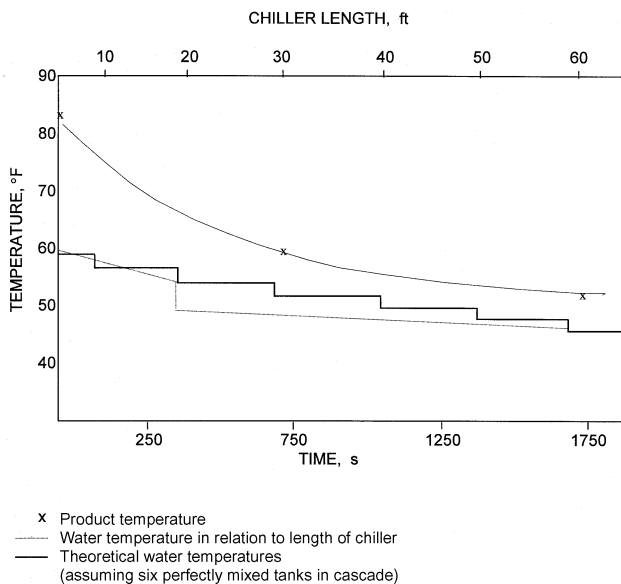 CHILLER LENGTH, ft
10 20 30 40 50 60
90
80
70
60
50
40
TEMPERATURE, °F
250 750 1250 1750
TIME, s
x Product temperature
Water temperature in relation to length of chiller
Theoretical water temperatures
(assuming six perfectly mixed tanks in cascade)